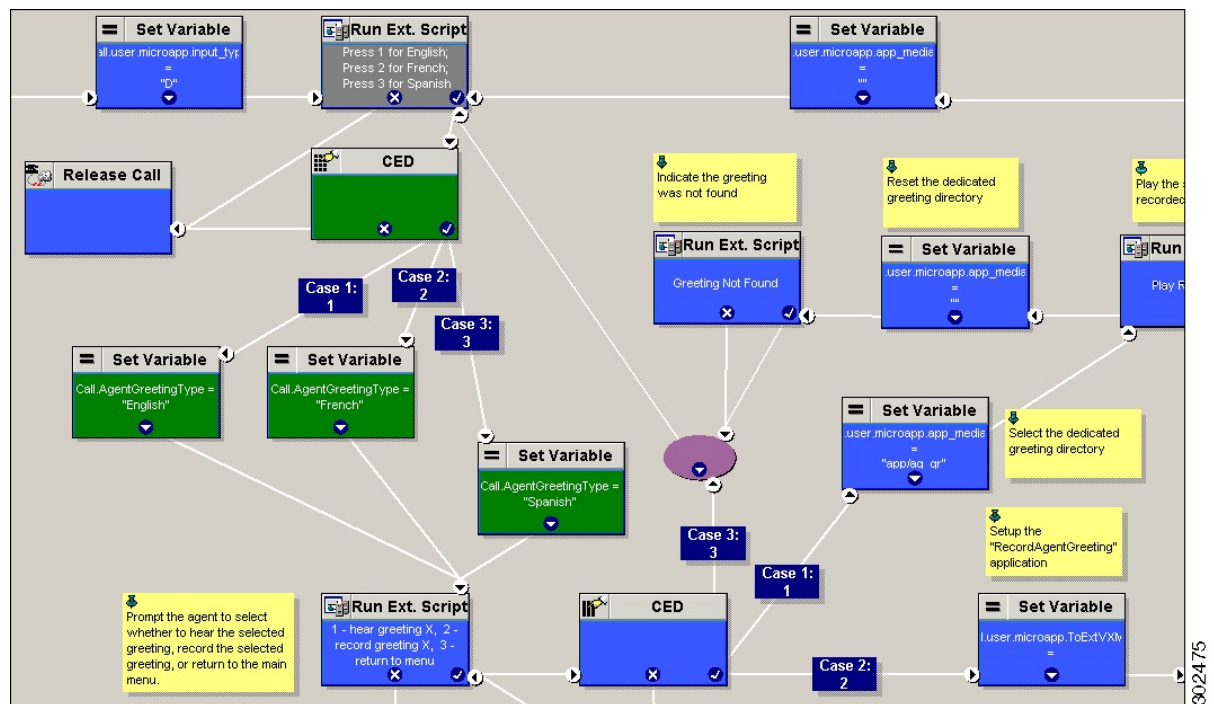 Set Variable
all.user.microapp.input_typ
=
"D"
Run Ext. Script
Press 1 for English;
Press 2 for French;
Press 3 for Spanish
Set Variable
.user.microapp.app_media
=
""
Release Call
CED
Indicate the greeting
was not found
Reset the dedicated
greeting directory
Play the
recorded
Run Ext. Script
Greeting Not Found
Set Variable
.user.microapp.app_media
=
""
Run
Play R
Case 1:
1
Case 2:
2
Case 3:
3
Set Variable
Call.AgentGreetingType =
"English"
Set Variable
Call.AgentGreetingType =
"French"
Set Variable
Call.AgentGreetingType =
"Spanish"
Set Variable
.user.microapp.app_media
=
"app/ag_gr"
Select the dedicated
greeting directory
Case 3:
3
Case 1:
1
Setup the
"RecordAgentGreeting"
application
Prompt the agent to select
whether to hear the selected
greeting, record the selected
greeting, or return to the main
menu.
Run Ext. Script
1 - hear greeting X, 2 -
record greeting X, 3 -
return to menu
CED
Case 2:
2
Set Variable
l.user.microapp.ToExtVXM
=
302475